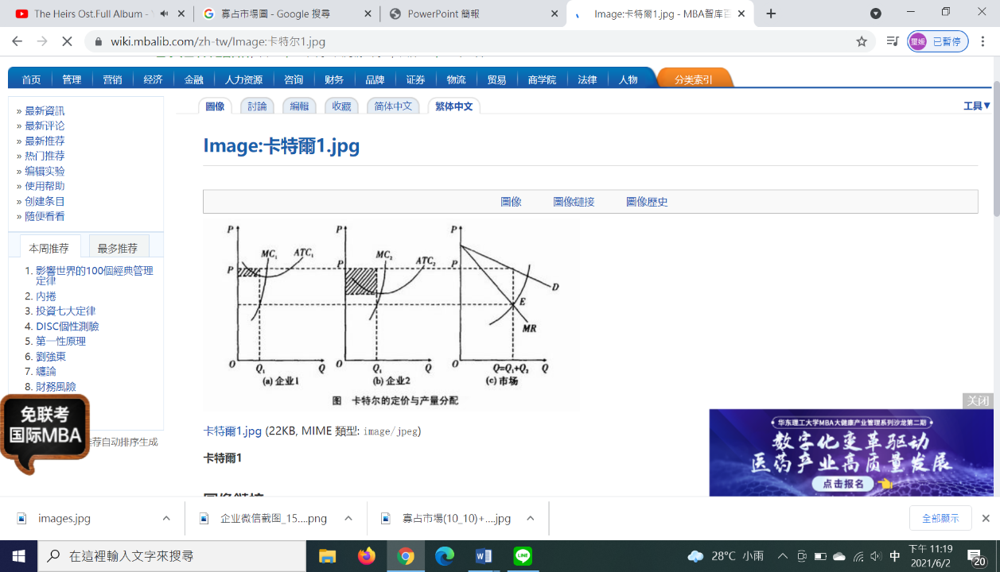 The Heirs Ost.Full Album -
寡占市場圖 - Google 搜尋
PowerPoint 簡報
Image:卡特爾1.jpg - MBA智库百
wiki.mbalib.com/zh-tw/Image:卡特尔1.jpg
已暫停
首页 管理 营销 经济 金融 人力资源 咨询 财务 品牌 证券 物流 贸易 商学院 法律 人物 分类索引
圖像 討論 編輯 收藏 简体中文 繁体中文 工具▼
» 最新資訊
» 最新评论
» 最新推荐
» 热门推荐
» 编辑实验
» 使用帮助
» 创建条目
» 随便看看
本周推荐 最多推荐
1. 影響世界的100個經典管理
定律
2. 内捲
3. 投資七大定律
4. DISC個性測驗
5. 第一性原理
6. 劉強東
7. 纏論
8. 財務風險
荐自动排序生成
免联考
国际MBA
Image:卡特爾1.jpg
圖像 圖像鏈接 圖像歷史
P P P
MC₁ ATC₁ MC₂ ATC₂
P P P
D
E
MR
O Q₁ Q O Q₁ Q O Q=Q₁+Q₂ Q
(a) 企业1 (b) 企业2 (c) 市场
图 卡特尔的定价与产量分配
卡特爾1.jpg (22KB, MIME 類型: image/jpeg)
卡特爾1
圖像鏈接
关闭
华东理工大学MBA大健康产业管理系列沙龙第二期
数字化变革驱动
医药产业高质量发展
点击报名
images.jpg
企业微信截图_15....png
寡占市場(10_10)+....jpg
全部顯示
在這裡輸入文字來搜尋
28°C 小雨
中
下午 11:19
2021/6/2
20